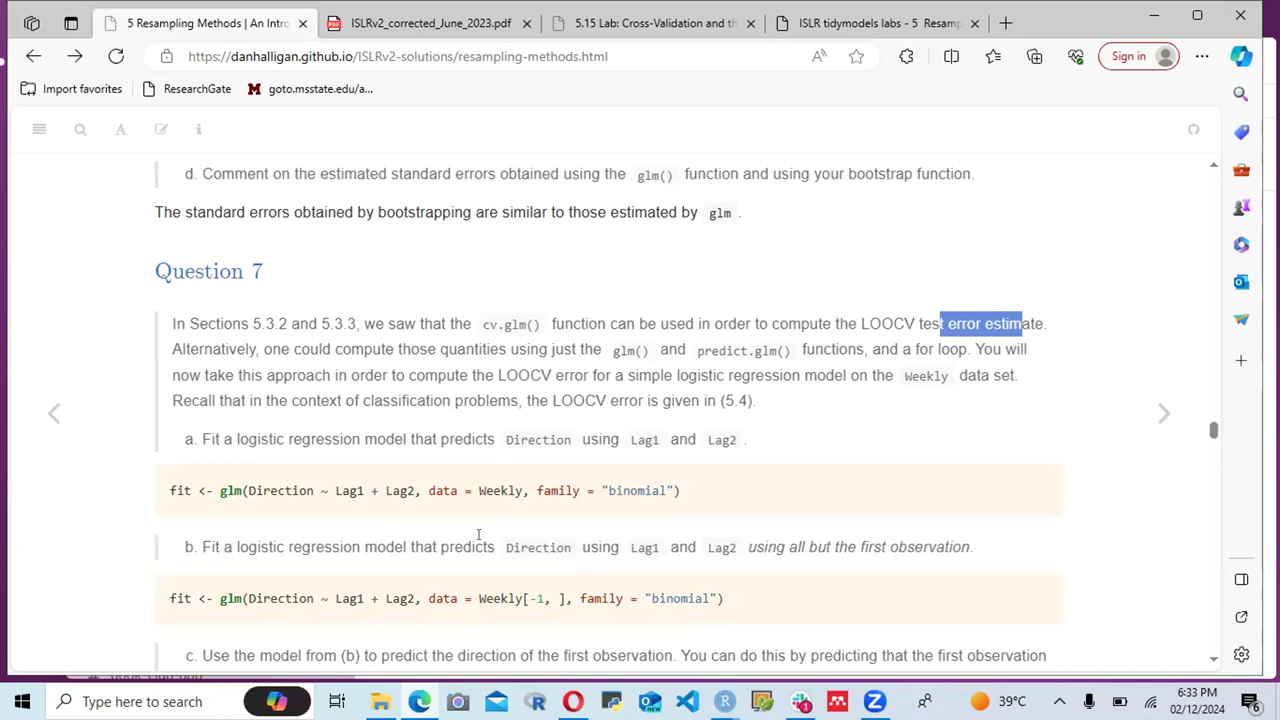 5 Resampling Methods | An Intro
ISLRv2_corrected_June_2023.pdf
5.15 Lab: Cross-Validation and th
ISLR tidymodels labs - 5 Resamp
https://danhalligan.github.io/ISLRv2-solutions/resampling-methods.html
Sign in
Import favorites
ResearchGate
goto.msstate.edu/a...
d. Comment on the estimated standard errors obtained using the glm() function and using your bootstrap function.
The standard errors obtained by bootstrapping are similar to those estimated by glm .
Question 7
In Sections 5.3.2 and 5.3.3, we saw that the cv.glm() function can be used in order to compute the LOOCV test error estimate.
Alternatively, one could compute those quantities using just the glm() and predict.glm() functions, and a for loop. You will
now take this approach in order to compute the LOOCV error for a simple logistic regression model on the Weekly data set.
Recall that in the context of classification problems, the LOOCV error is given in (5.4).
a. Fit a logistic regression model that predicts Direction using Lag1 and Lag2 .
fit <- glm(Direction ~ Lag1 + Lag2, data = Weekly, family = "binomial")
b. Fit a logistic regression model that predicts Direction using Lag1 and Lag2 using all but the first observation.
fit <- glm(Direction ~ Lag1 + Lag2, data = Weekly[-1, ], family = "binomial")
c. Use the model from (b) to predict the direction of the first observation. You can do this by predicting that the first observation
Type here to search
39°C
6:33 PM
02/12/2024
6